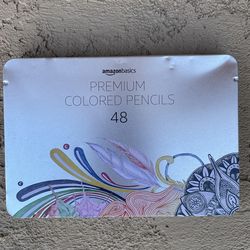 amazonbasics
PREMIUM
COLORED PENCILS
48